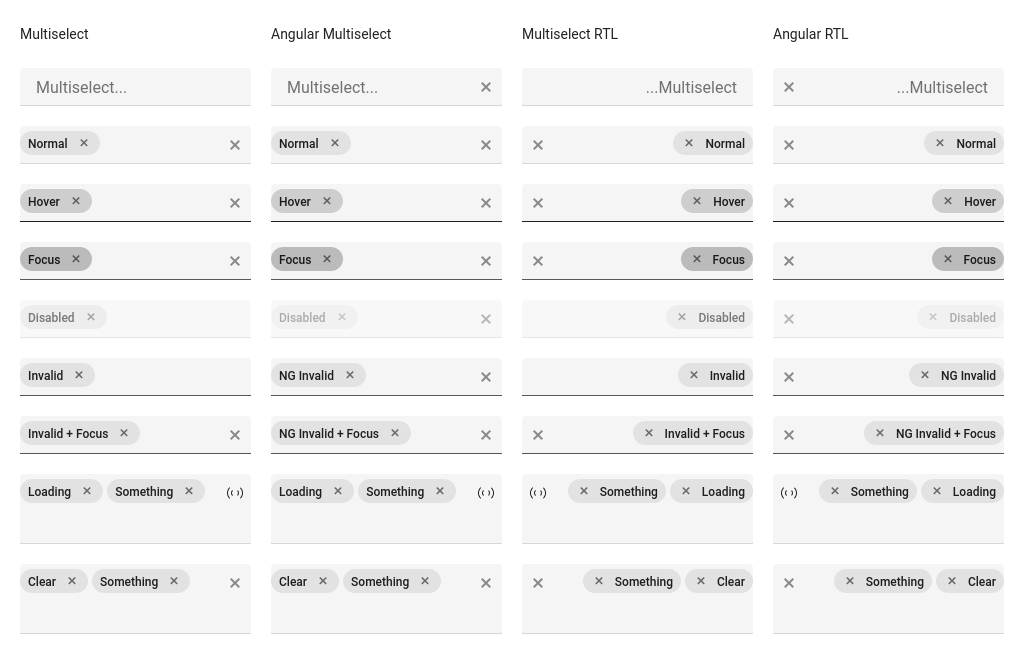 Multiselect Angular Multiselect Multiselect RTL Angular RTL
Multiselect... Multiselect... ...Multiselect ...Multiselect
Normal Normal Normal Normal
Hover Hover Hover Hover
Focus Focus Focus Focus
Disabled Disabled Disabled Disabled
Invalid NG Invalid Invalid NG Invalid
Invalid + Focus NG Invalid + Focus Invalid + Focus NG Invalid + Focus
Loading Something Loading Something Something Loading Something Loading
Clear Something Clear Something Something Clear Something Clear